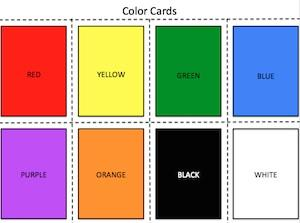 Color Cards
RED
YELLOW
GREEN
BLUE
PURPLE
ORANGE
BLACK
WHITE